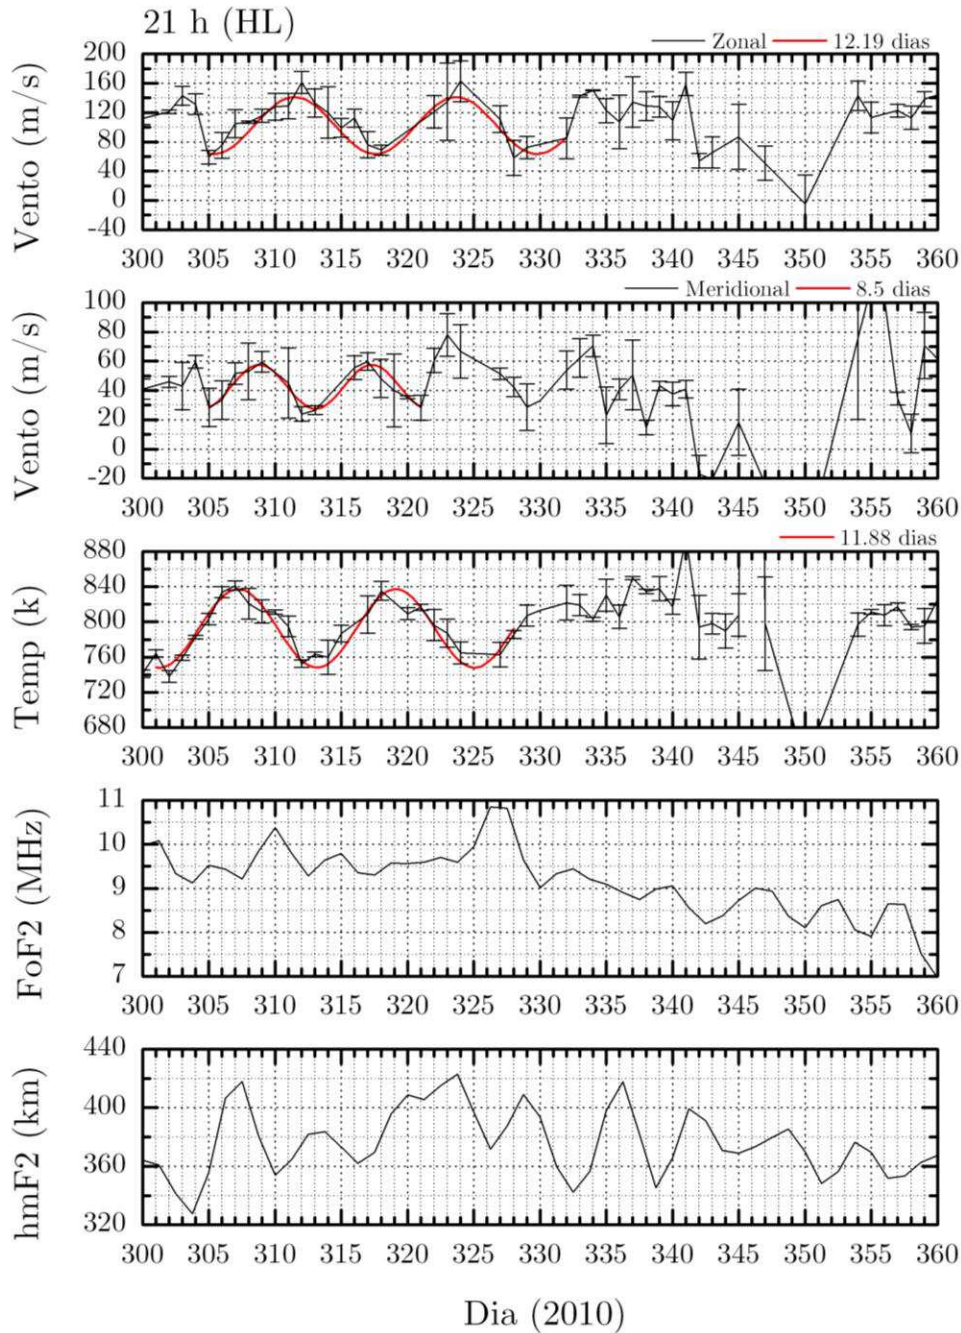 21 h (HL)
Zonal 12.19 dias
Vento (m/s)
200
160
120
80
40
0
-40
300 305 310 315 320 325 330 335 340 345 350 355 360
Meridional 8.5 dias
Vento (m/s)
100
80
60
40
20
0
-20
300 305 310 315 320 325 330 335 340 345 350 355 360
11.88 dias
Temp (k)
880
840
800
760
720
680
300 305 310 315 320 325 330 335 340 345 350 355 360
FoF2 (MHz)
11
10
9
8
7
300 305 310 315 320 325 330 335 340 345 350 355 360
hmF2 (km)
440
400
360
320
300 305 310 315 320 325 330 335 340 345 350 355 360
Dia (2010)